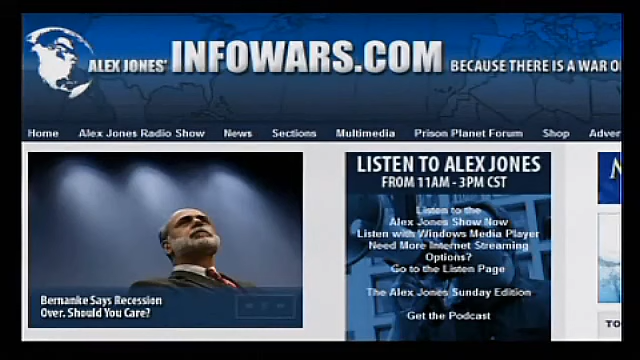 ALEX JONES' INFOWARS.COM BECAUSE THERE IS A WAR
Home Alex Jones Radio Show News Sections Multimedia Prison Planet Forum Shop
LISTEN TO ALEX JONES
FROM 11AM - 3PM CST
Listen to the
Alex Jones Show Now
Listen with Windows Media Player
Need More Internet Streaming
Options?
Go to the Listen Page
The Alex Jones Sunday Edition
Get the Podcast
Bernanke Says Recession
Over. Should You Care?
TO